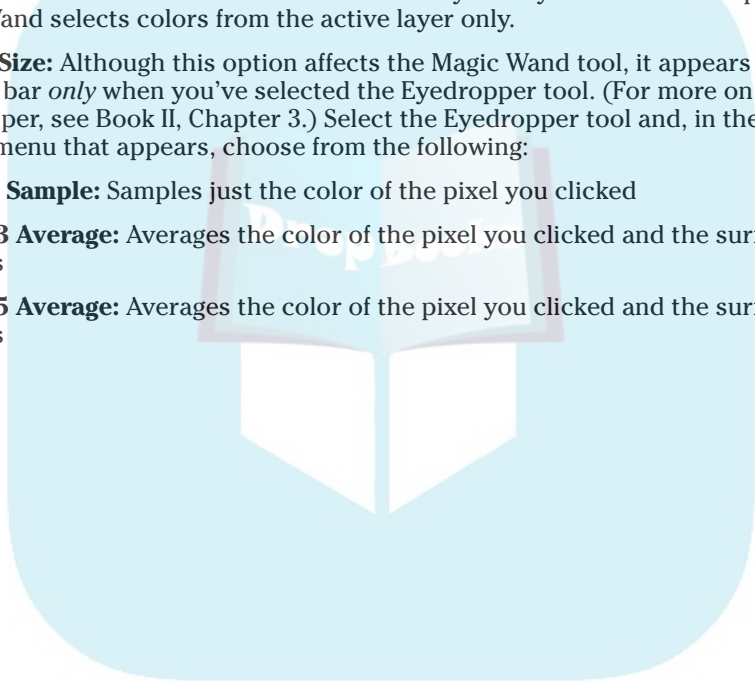 Wand selects colors from the active layer only.
Size: Although this option affects the Magic Wand tool, it appears
bar only when you've selected the Eyedropper tool. (For more on
per, see Book II, Chapter 3.) Select the Eyedropper tool and, in the
menu that appears, choose from the following:
Sample: Samples just the color of the pixel you clicked
3 Average: Averages the color of the pixel you clicked and the sur
s
5 Average: Averages the color of the pixel you clicked and the sur
s
Drop Book